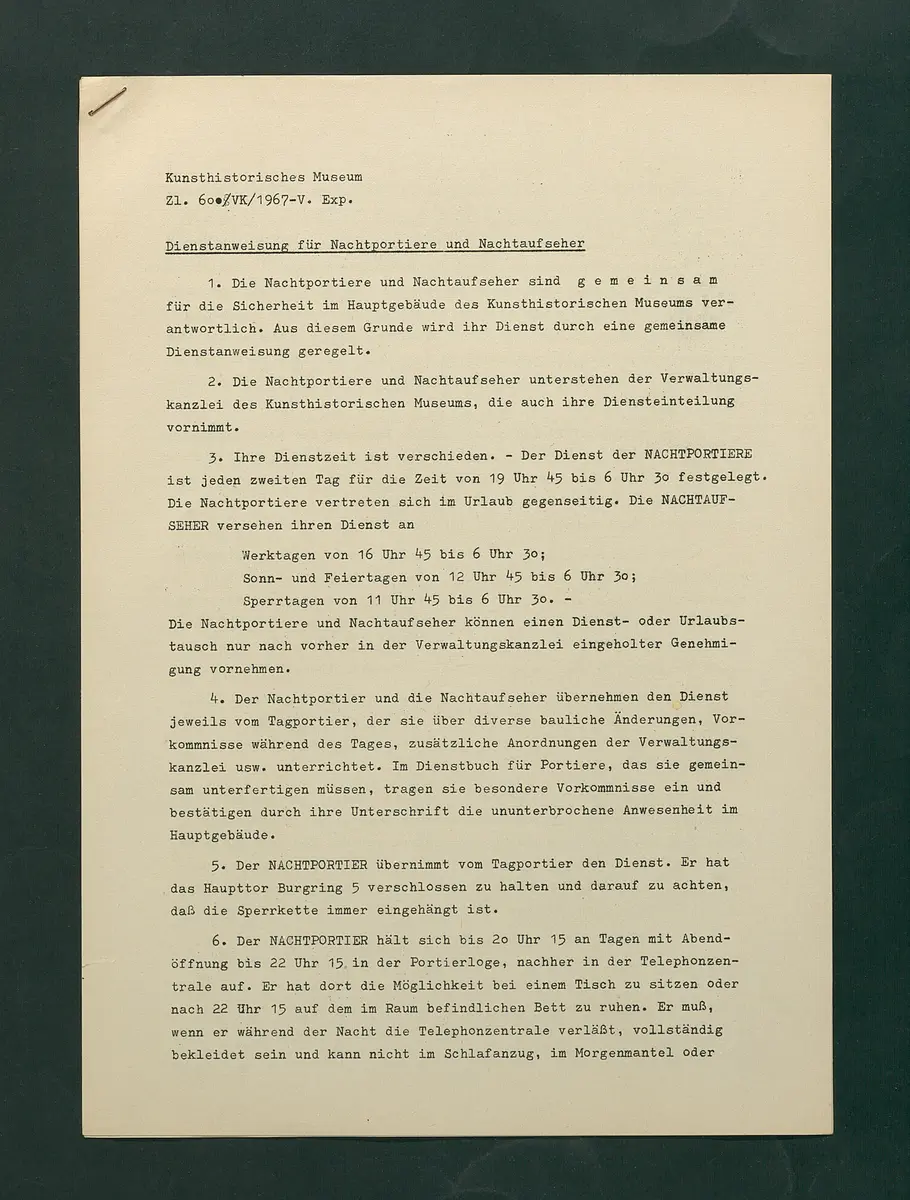 Kunsthistorisches Museum
Zl. 600/VK/1967-V. Exp.
Dienstanweisung für Nachtportiere und Nachtaufseher
1. Die Nachtportiere und Nachtaufseher sind g e m e i n s a m
für die Sicherheit im Hauptgebäude des Kunsthistorischen Museums ver-
antwortlich. Aus diesem Grunde wird ihr Dienst durch eine gemeinsame
Dienstanweisung geregelt.
2. Die Nachtportiere und Nachtaufseher unterstehen der Verwaltungs-
kanzlei des Kunsthistorischen Museums, die auch ihre Diensteinteilung
vornimmt.
3. Ihre Dienstzeit ist verschieden. - Der Dienst der NACHTPORTIERE
ist jeden zweiten Tag für die Zeit von 19 Uhr 45 bis 6 Uhr 3o festgelegt.
Die Nachtportiere vertreten sich im Urlaub gegenseitig. Die NACHTAUF-
SEHER versehen ihren Dienst an
Werktagen von 16 Uhr 45 bis 6 Uhr 3o;
Sonn- und Feiertagen von 12 Uhr 45 bis 6 Uhr 3o;
Sperrtagen von 11 Uhr 45 bis 6 Uhr 3o. -
Die Nachtportiere und Nachtaufseher können einen Dienst- oder Urlaubs-
tausch nur nach vorher in der Verwaltungskanzlei eingeholter Genehmi-
gung vornehmen.
4. Der Nachtportier und die Nachtaufseher übernehmen den Dienst
jeweils vom Tagportier, der sie über diverse bauliche Änderungen, Vor-
kommnisse während des Tages, zusätzliche Anordnungen der Verwaltungs-
kanzlei usw. unterrichtet. Im Dienstbuch für Portiere, das sie gemein-
sam unterfertigen müssen, tragen sie besondere Vorkommnisse ein und
bestätigen durch ihre Unterschrift die ununterbrochene Anwesenheit im
Hauptgebäude.
5. Der NACHTPORTIER übernimmt vom Tagportier den Dienst. Er hat
das Haupttor Burgring 5 verschlossen zu halten und darauf zu achten,
daß die Sperrkette immer eingehängt ist.
6. Der NACHTPORTIER hält sich bis 2o Uhr 15 an Tagen mit Abend-
öffnung bis 22 Uhr 15 in der Portierloge, nachher in der Telephonzen-
trale auf. Er hat dort die Möglichkeit bei einem Tisch zu sitzen oder
nach 22 Uhr 15 auf dem im Raum befindlichen Bett zu ruhen. Er muß,
wenn er während der Nacht die Telephonzentrale verläßt, vollständig
bekleidet sein und kann nicht im Schlafanzug, im Morgenmantel oder